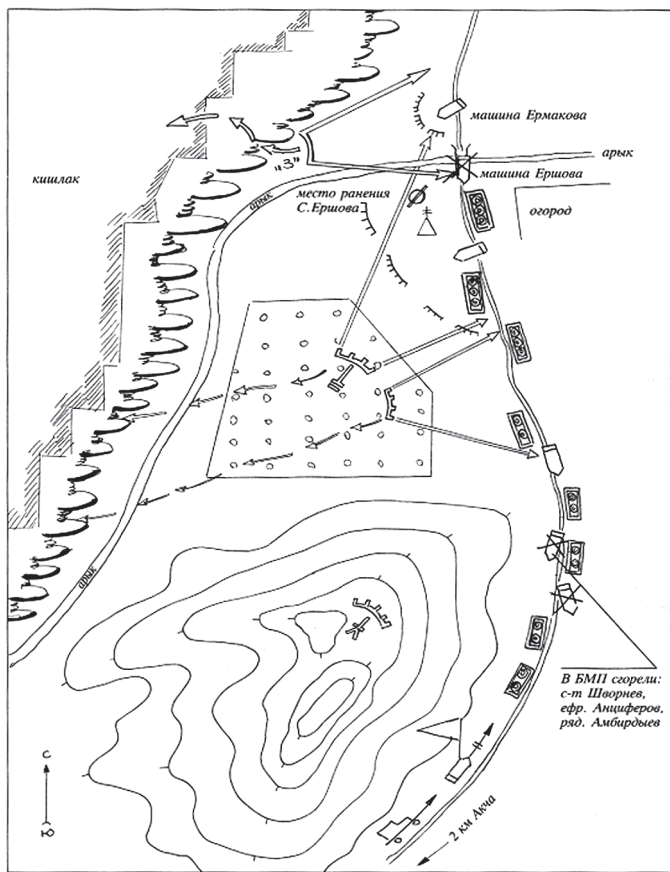 машина Ермакова
арык
"З"
кишлак
машина Ершова
место ранения
С.Ершова
арык
огород
арык
В БМП сгорели:
с-т Шворнев,
ефр. Анциферов,
ряд. Амбирдыев
С
Ю
2 км Акча